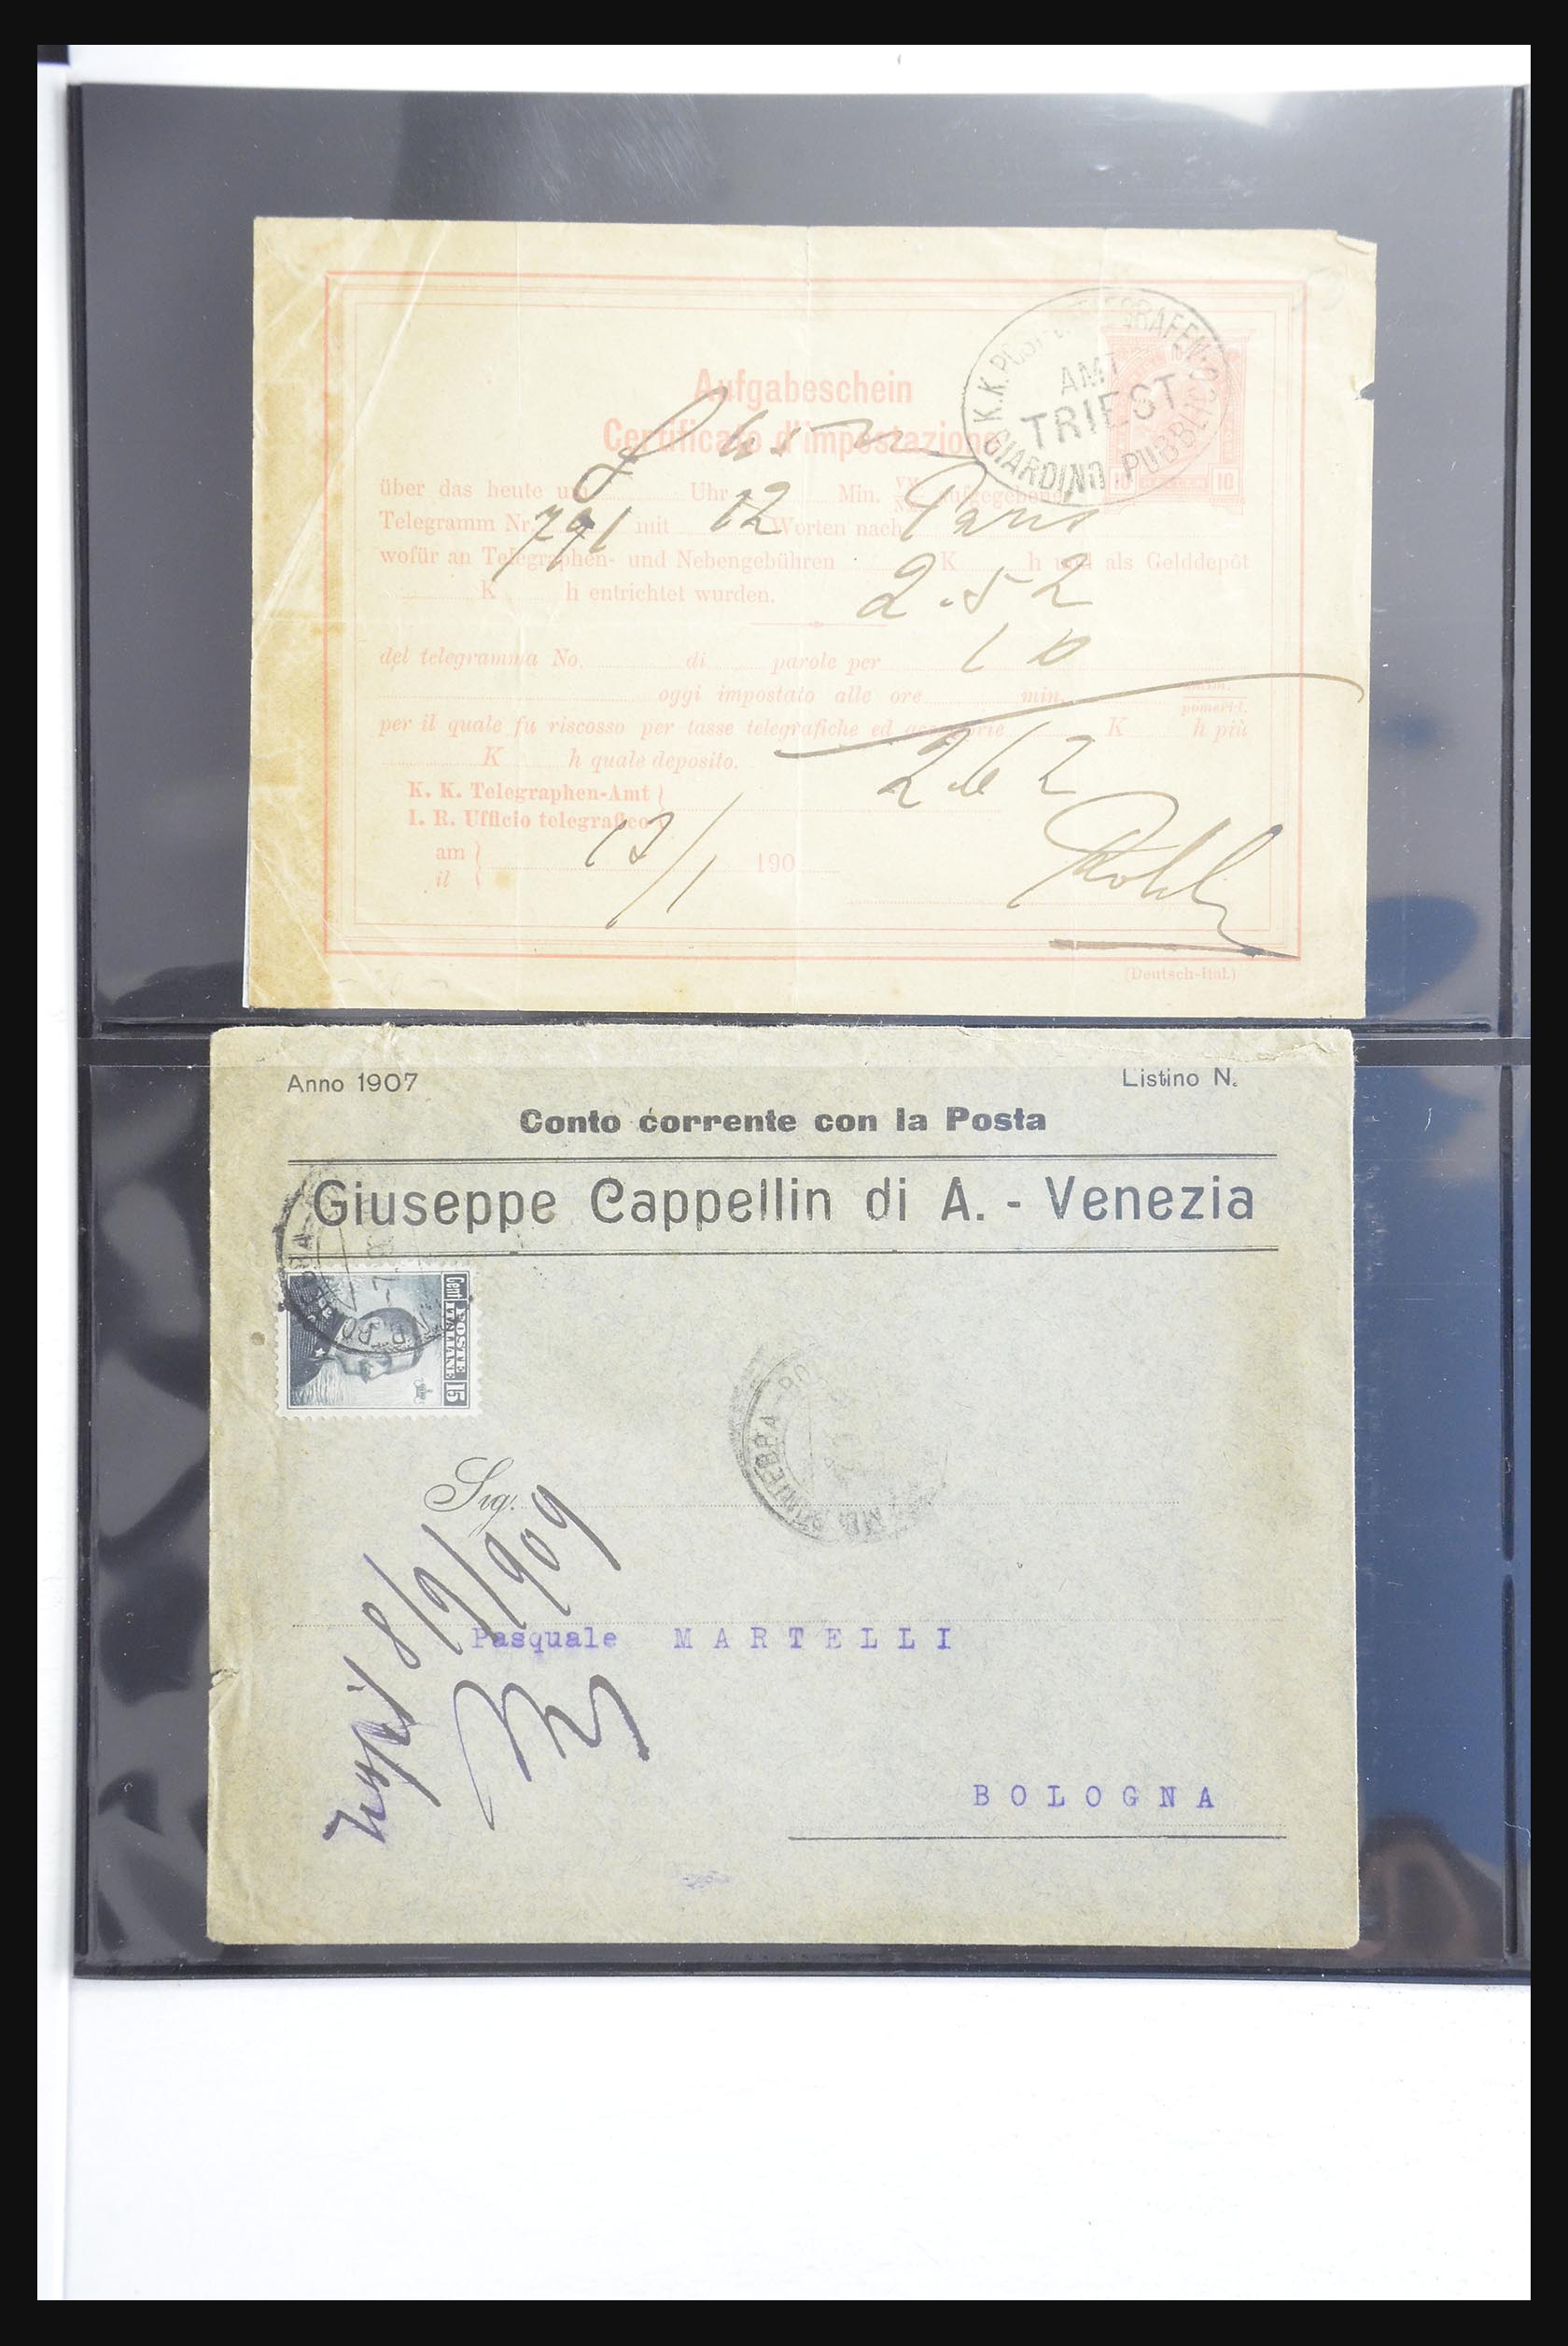 Aufgabeschein
Certificato d'impostazione
K.K. POST- TELEGRAFEN-
AMT
TRIEST
GIARDINO PUBBLICO
10 10
über das heute um Uhr Min. aufgegebene
Telegramm Nr. 791 mit 12 Worten nach Paris
wofür an Telegraphen- und Nebengebühren K h und als Gelddepôt
2.52
K h entrichtet wurden.
del telegramma No. di parole per 10
oggi impostato alle ore min. pomerid.
per il quale fu riscosso per tasse telegrafiche ed accessorie K h più
2.62
K h quale deposito.
K. K. Telegraphen-Amt
I. R. Ufficio telegrafico
am
il
17/1 190
(Deutsch-Ital.)
Anno 1907 Listino N.
Conto corrente con la Posta
Giuseppe Cappellin di A. - Venezia
Cent. POSTE ITALIANE 15
Sig.
8/9/909
Pasquale MARTELLI
BOLOGNA